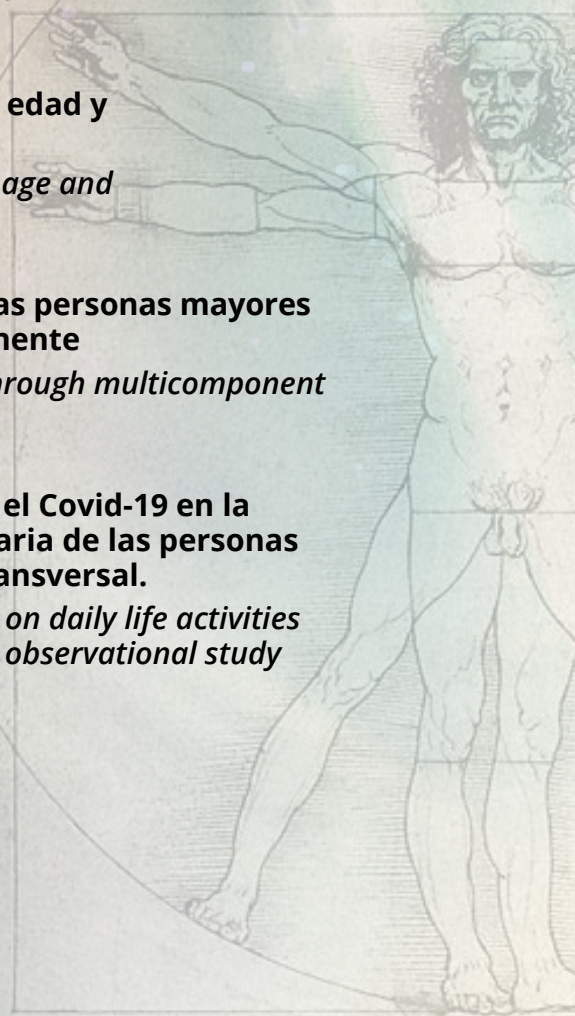 edad y
age and
as personas mayores
nente
hrough multicomponent
el Covid-19 en la
aria de las personas
ansversal.
on daily life activities
observational study